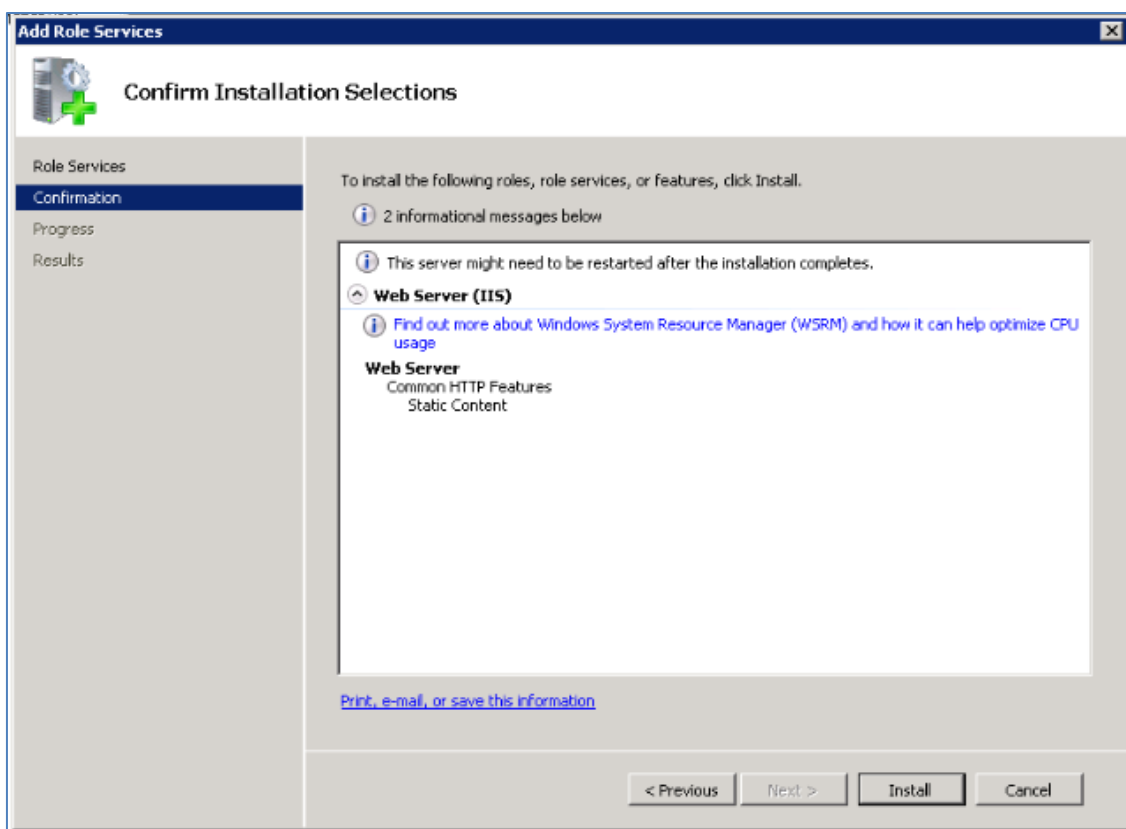 Add Role Services
Confirm Installation Selections
Role Services
Confirmation
Progress
Results
To install the following roles, role services, or features, click Install.
2 informational messages below
This server might need to be restarted after the installation completes.
Web Server (IIS)
Find out more about Windows System Resource Manager (WSRM) and how it can help optimize CPU
usage
Web Server
Common HTTP Features
Static Content
Print, e-mail, or save this information
< Previous
Next >
Install
Cancel